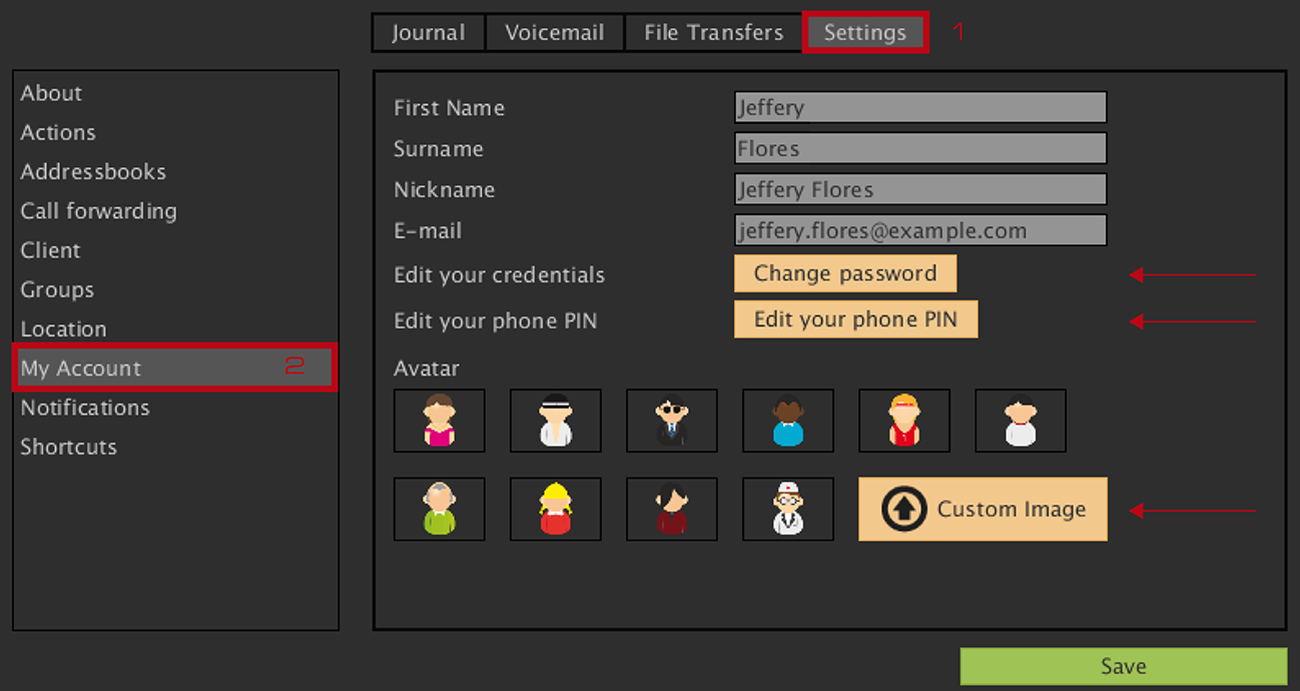 Journal Voicemail File Transfers Settings 1
About
Actions
Addressbooks
Call forwarding
Client
Groups
Location
My Account 2
Notifications
Shortcuts
First Name Jeffery
Surname Flores
Nickname Jeffery Flores
E-mail jeffery.flores@example.com
Edit your credentials Change password
Edit your phone PIN Edit your phone PIN
Avatar
Custom Image
Save